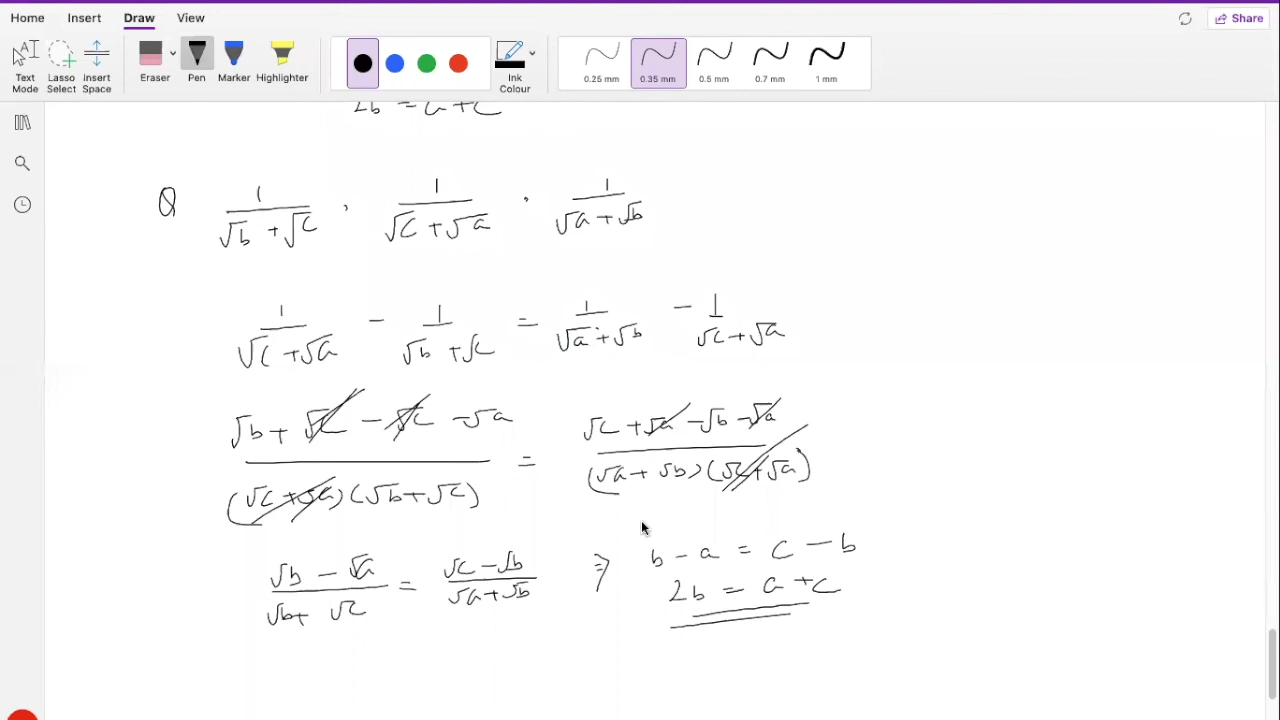 Home Insert Draw View
Share
Text Mode
Lasso Select
Insert Space
Eraser
Pen
Marker
Highlighter
Ink Colour
0.25 mm
0.35 mm
0.5 mm
0.7 mm
1 mm
2b = a + c
Q 1/(√b + √c) , 1/(√c + √a) , 1/(√a + √b)
1/(√c + √a) - 1/(√b + √c) = 1/(√a + √b) - 1/(√c + √a)
(√b + √c - √c - √a)/((√c + √a)(√b + √c)) = (√c + √a - √b - √a)/((√a + √b)(√c + √a))
(√b - √a)/(√b + √c) = (√c - √b)/(√a + √b) ⇒ b - a = c - b
2b = a + c